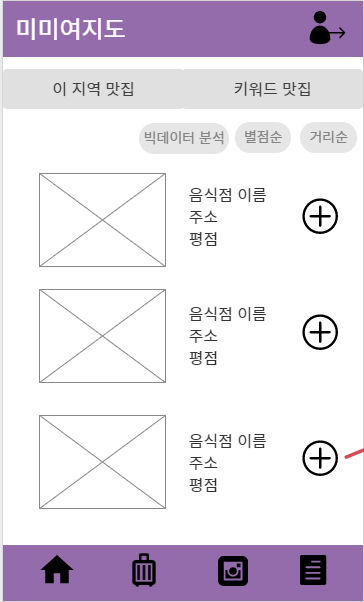 미미여지도
이 지역 맛집
키워드 맛집
빅데이터 분석
별점순
거리순
음식점 이름
주소
평점
음식점 이름
주소
평점
음식점 이름
주소
평점